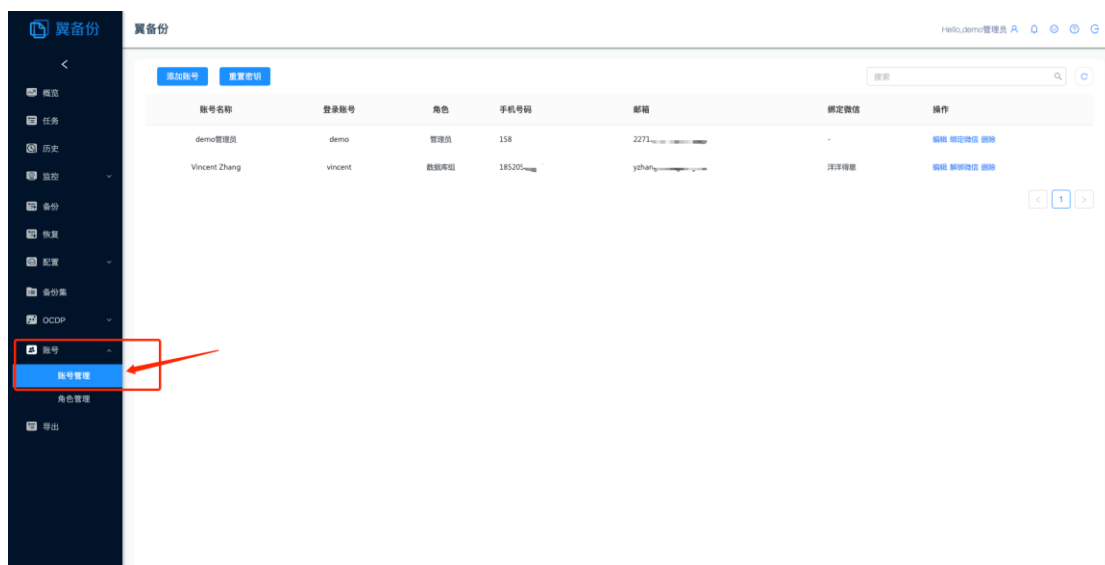 翼备份
翼备份
Hello,demo管理员
概览
任务
历史
监控
备份
恢复
配置
备份集
OCDP
账号
账号管理
角色管理
导出
添加账号 重置密钥 搜索
账号名称 登录账号 角色 手机号码 邮箱 绑定微信 操作
demo管理员 demo 管理员 158 2271 - 编辑 绑定微信 删除
Vincent Zhang vincent 数据库组 185205 yzhan 洋洋得意 编辑 解绑微信 删除
< 1 >